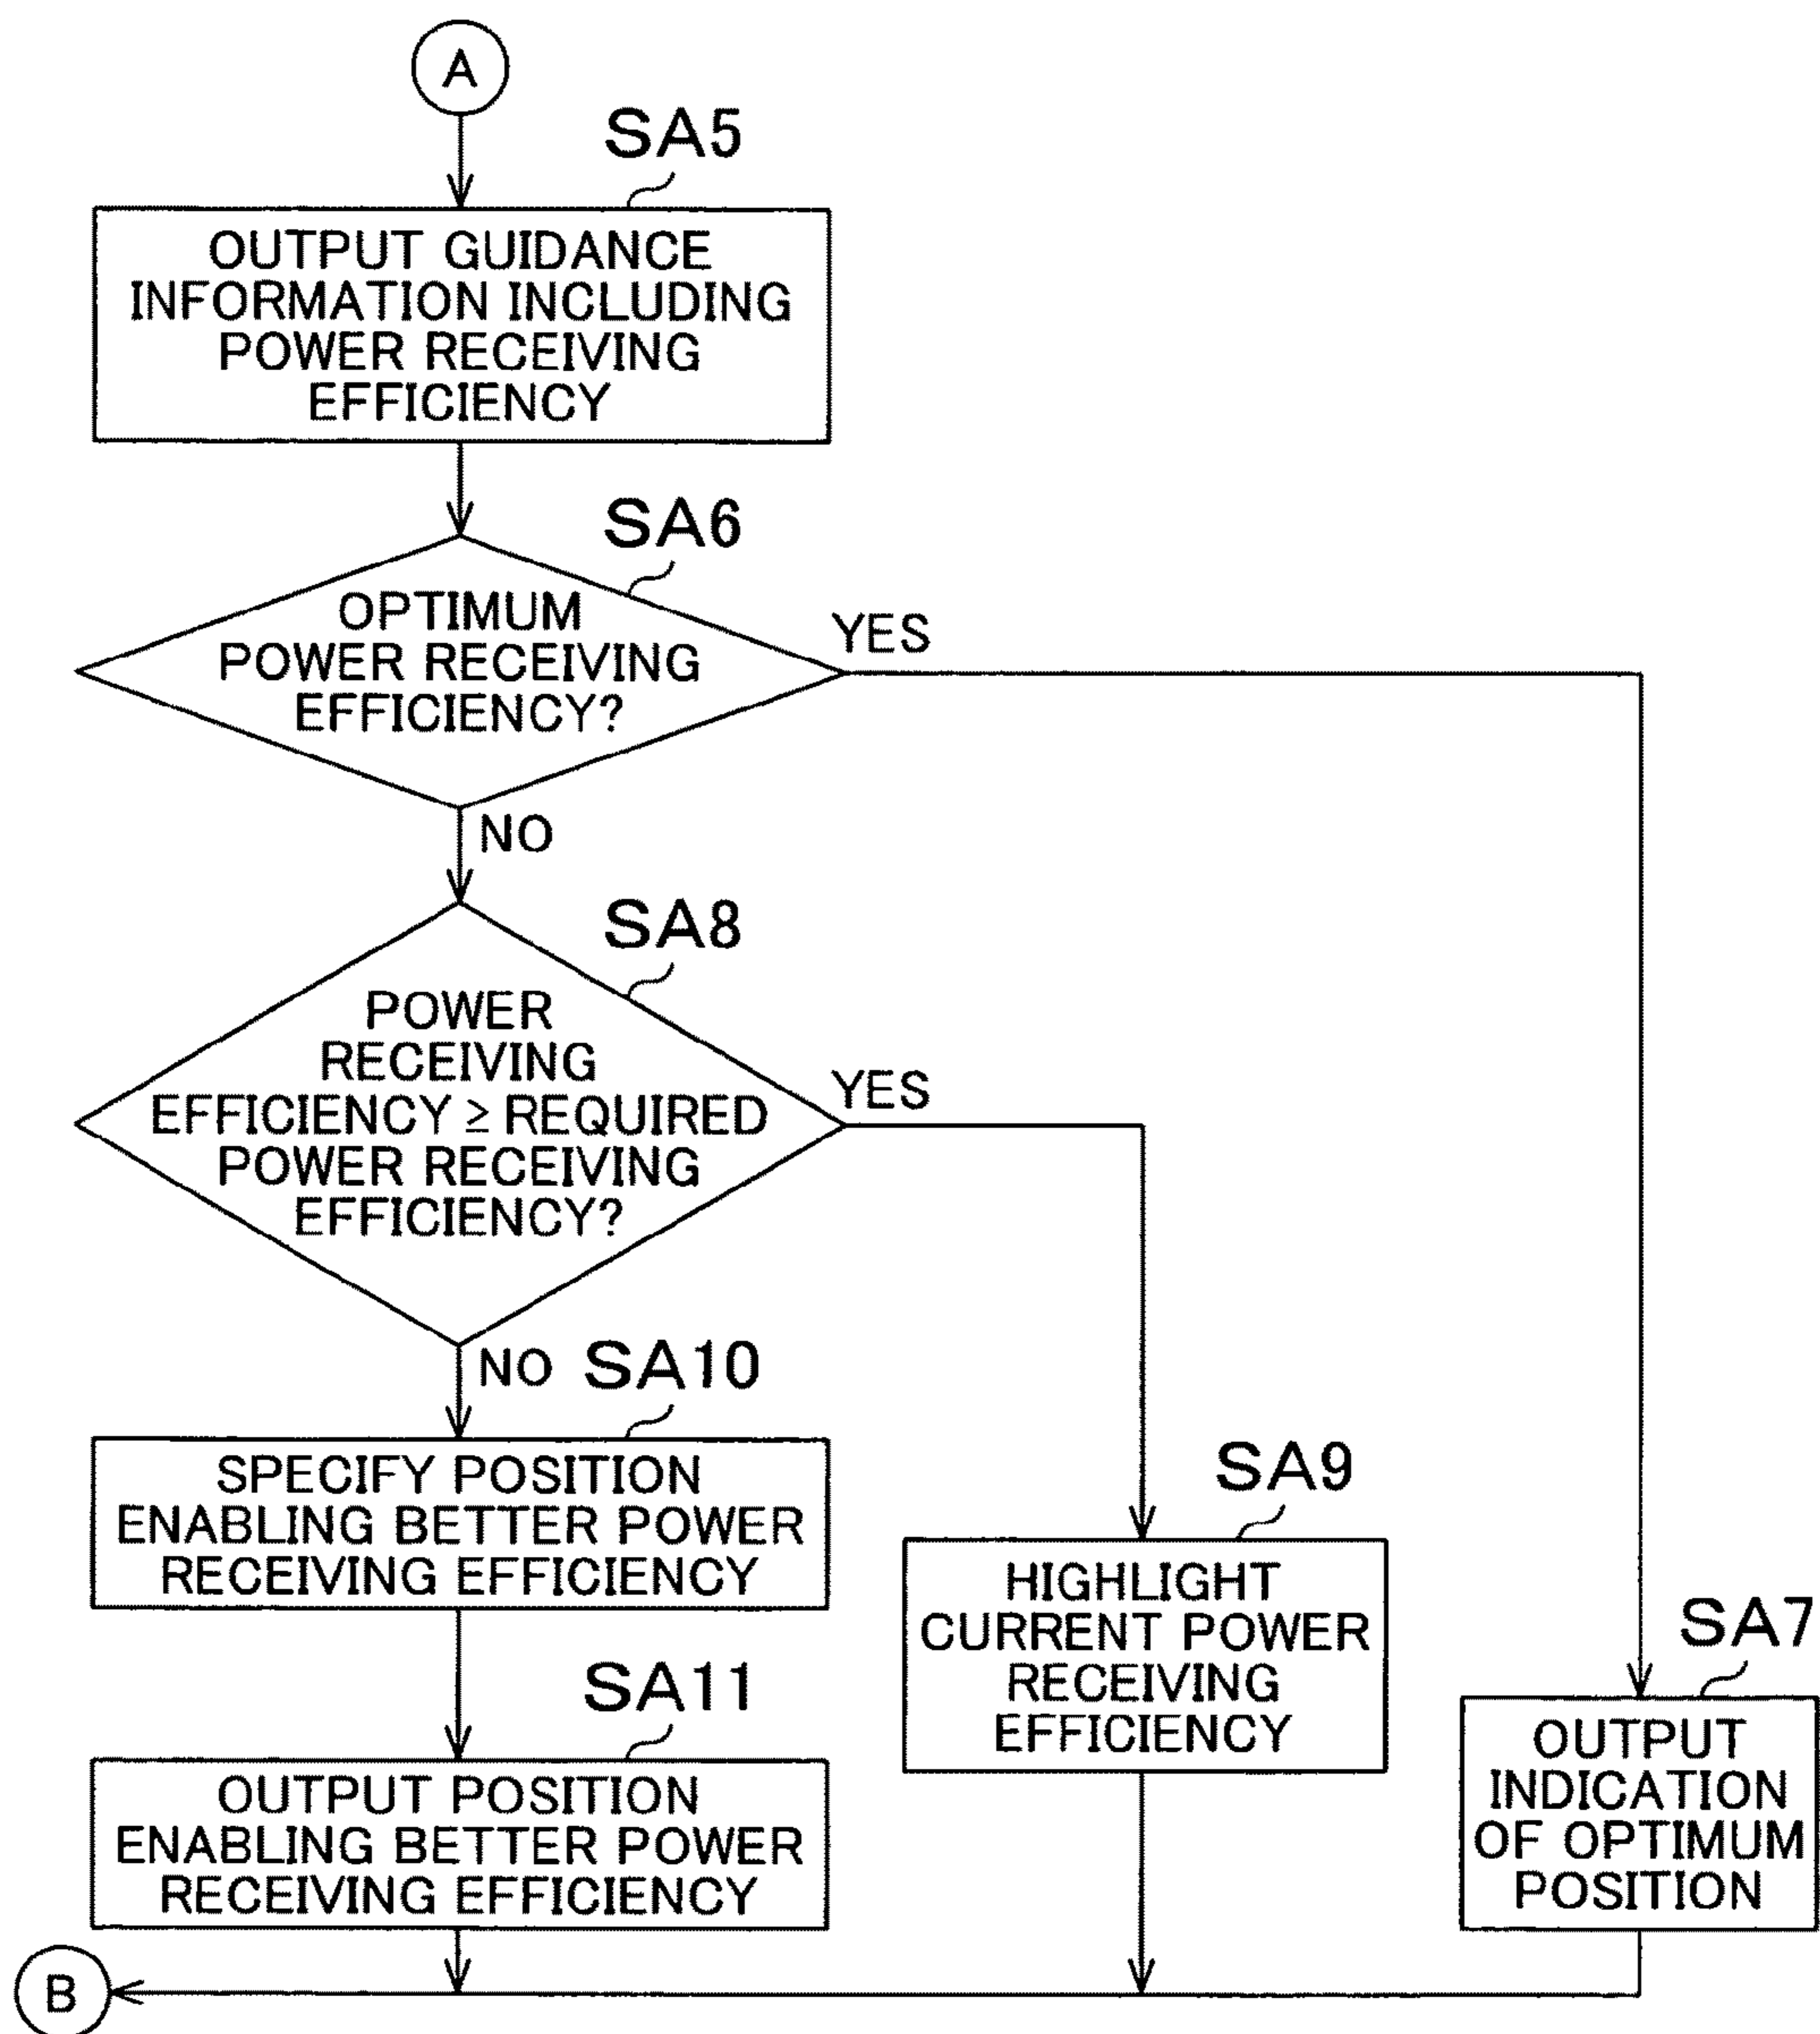 A
SA5
OUTPUT GUIDANCE
INFORMATION INCLUDING
POWER RECEIVING
EFFICIENCY
SA6
OPTIMUM
POWER RECEIVING
EFFICIENCY?
YES
NO
SA8
POWER
RECEIVING
EFFICIENCY ≥ REQUIRED
POWER RECEIVING
EFFICIENCY?
YES
NO
SA10
SPECIFY POSITION
ENABLING BETTER POWER
RECEIVING EFFICIENCY
SA9
HIGHLIGHT
CURRENT POWER
RECEIVING
EFFICIENCY
SA7
OUTPUT
INDICATION
OF OPTIMUM
POSITION
SA11
OUTPUT POSITION
ENABLING BETTER POWER
RECEIVING EFFICIENCY
B